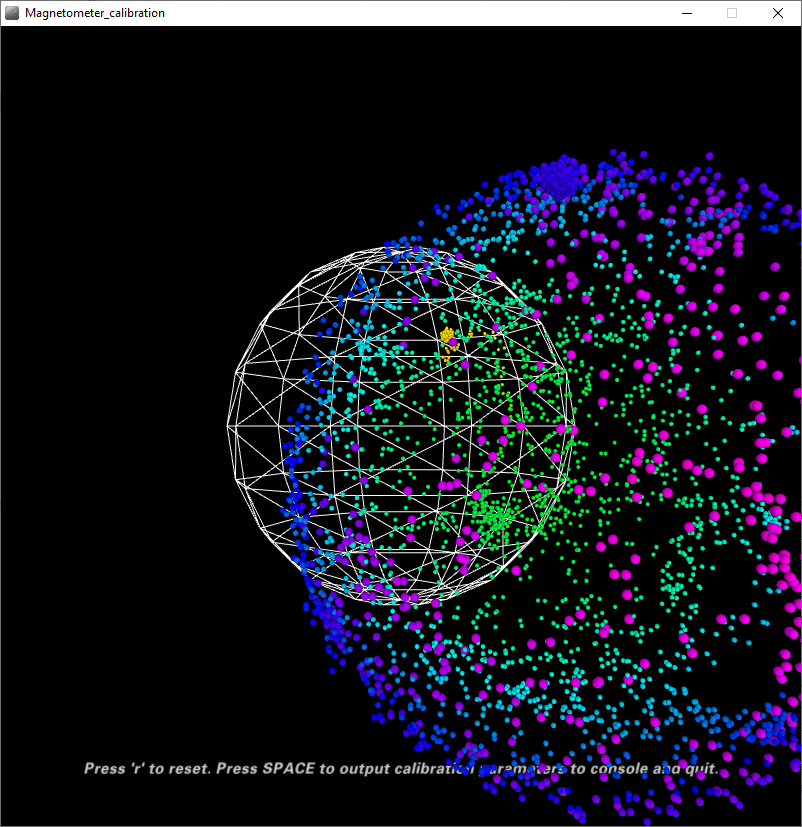 Magnetometer_calibration
Press 'r' to reset. Press SPACE to output calibration parameters to console and quit.